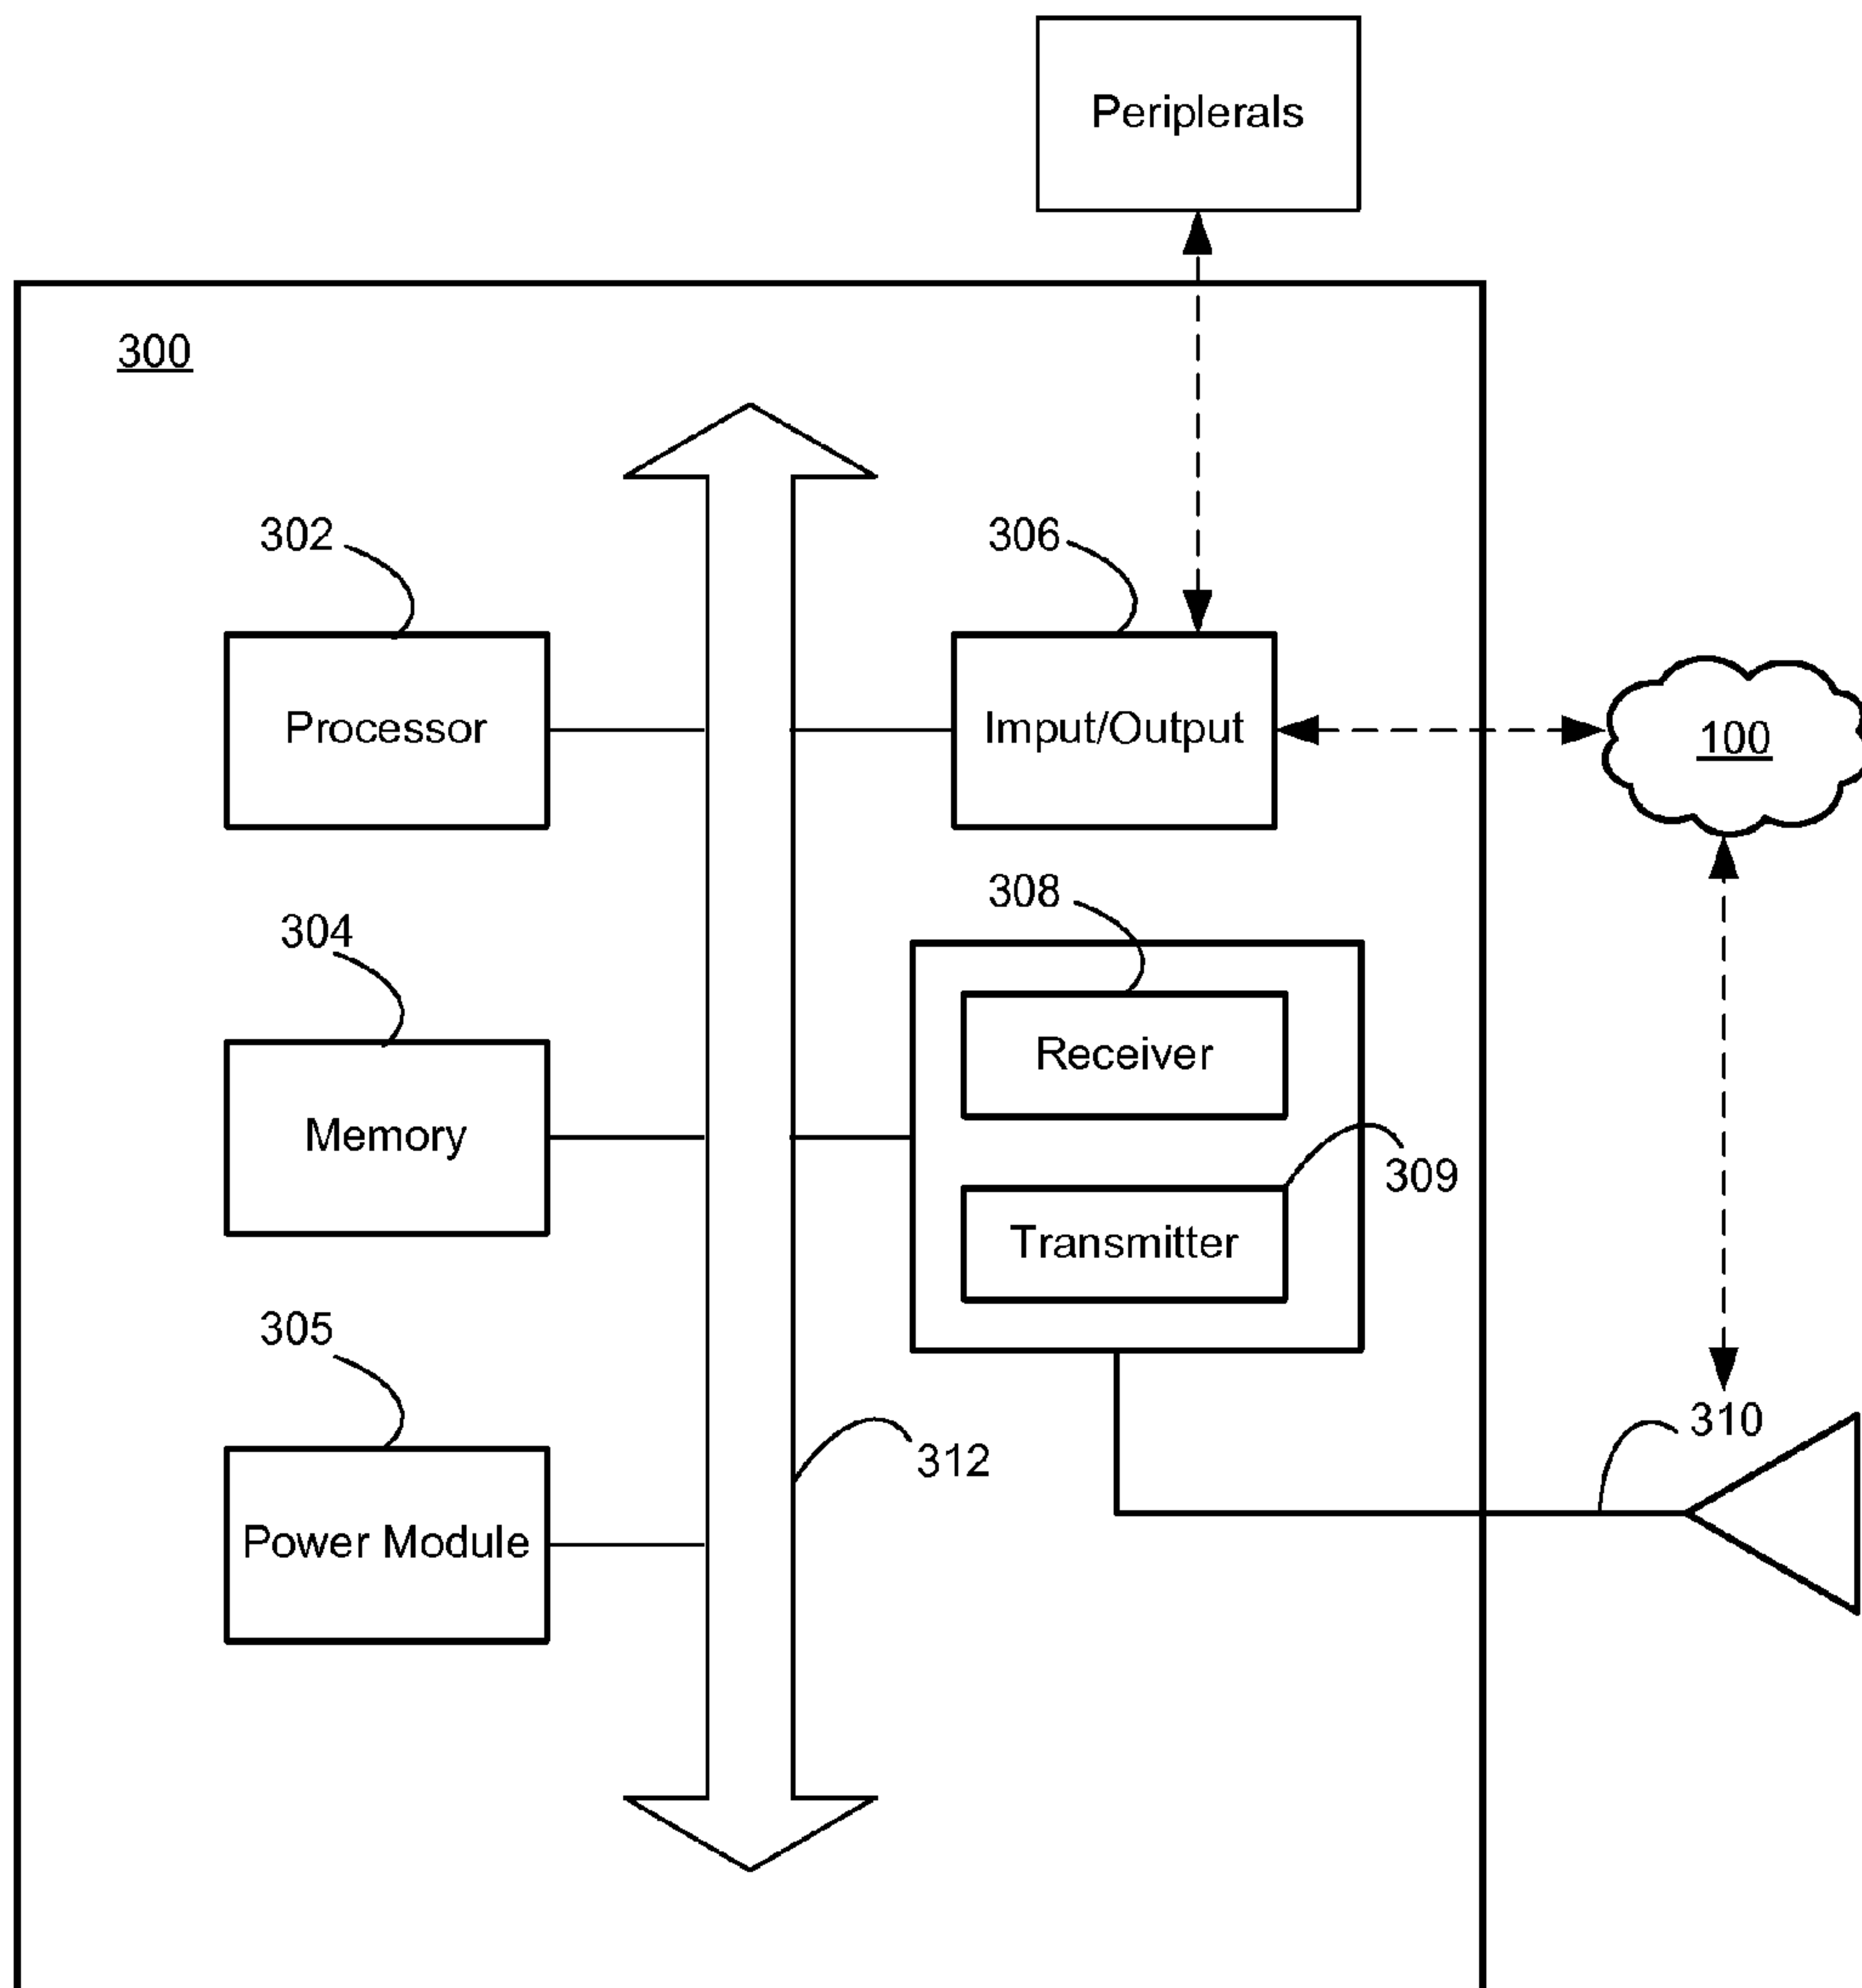 Periplerals
300
302
306
Processor
Imput/Output
100
308
304
Receiver
Memory
309
Transmitter
305
310
312
Power Module